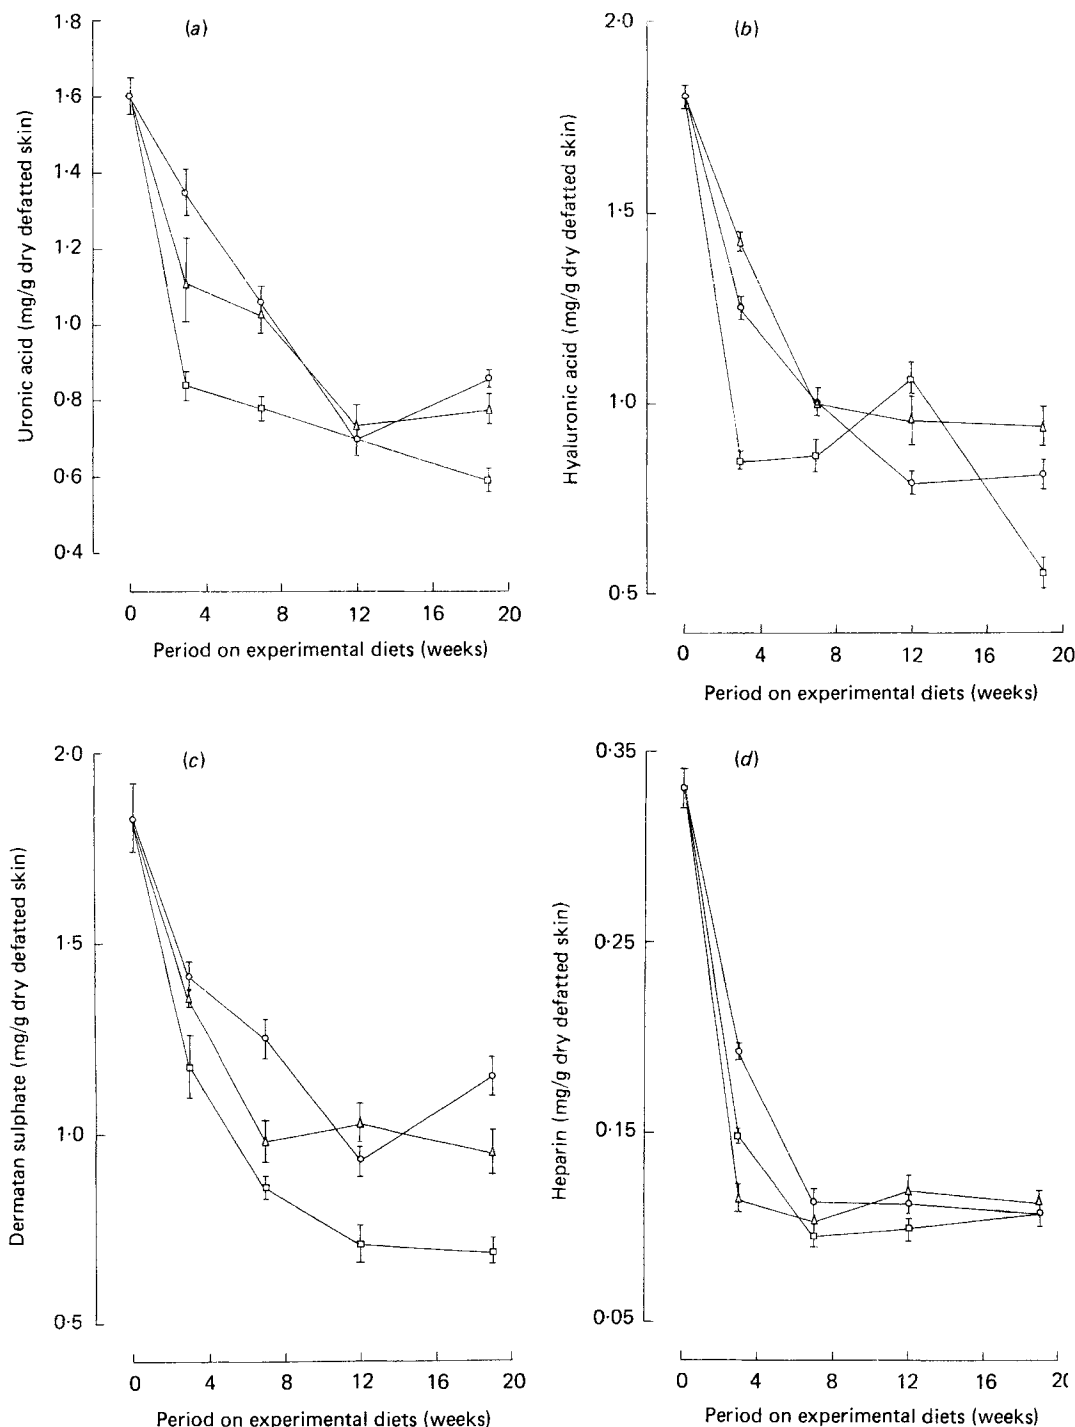 (a)
1·8
1·6
1·4
1·2
1·0
0·8
0·6
0·4
Uronic acid (mg/g dry defatted skin)
0 4 8 12 16 20
Period on experimental diets (weeks)
(b)
2·0
1·5
1·0
0·5
Hyaluronic acid (mg/g dry defatted skin)
0 4 8 12 16 20
Period on experimental diets (weeks)
(c)
2·0
1·5
1·0
0·5
Dermatan sulphate (mg/g dry defatted skin)
0 4 8 12 16 20
Period on experimental diets (weeks)
(d)
0·35
0·25
0·15
0·05
Heparin (mg/g dry defatted skin)
0 4 8 12 16
Period on experimental diets (weeks)